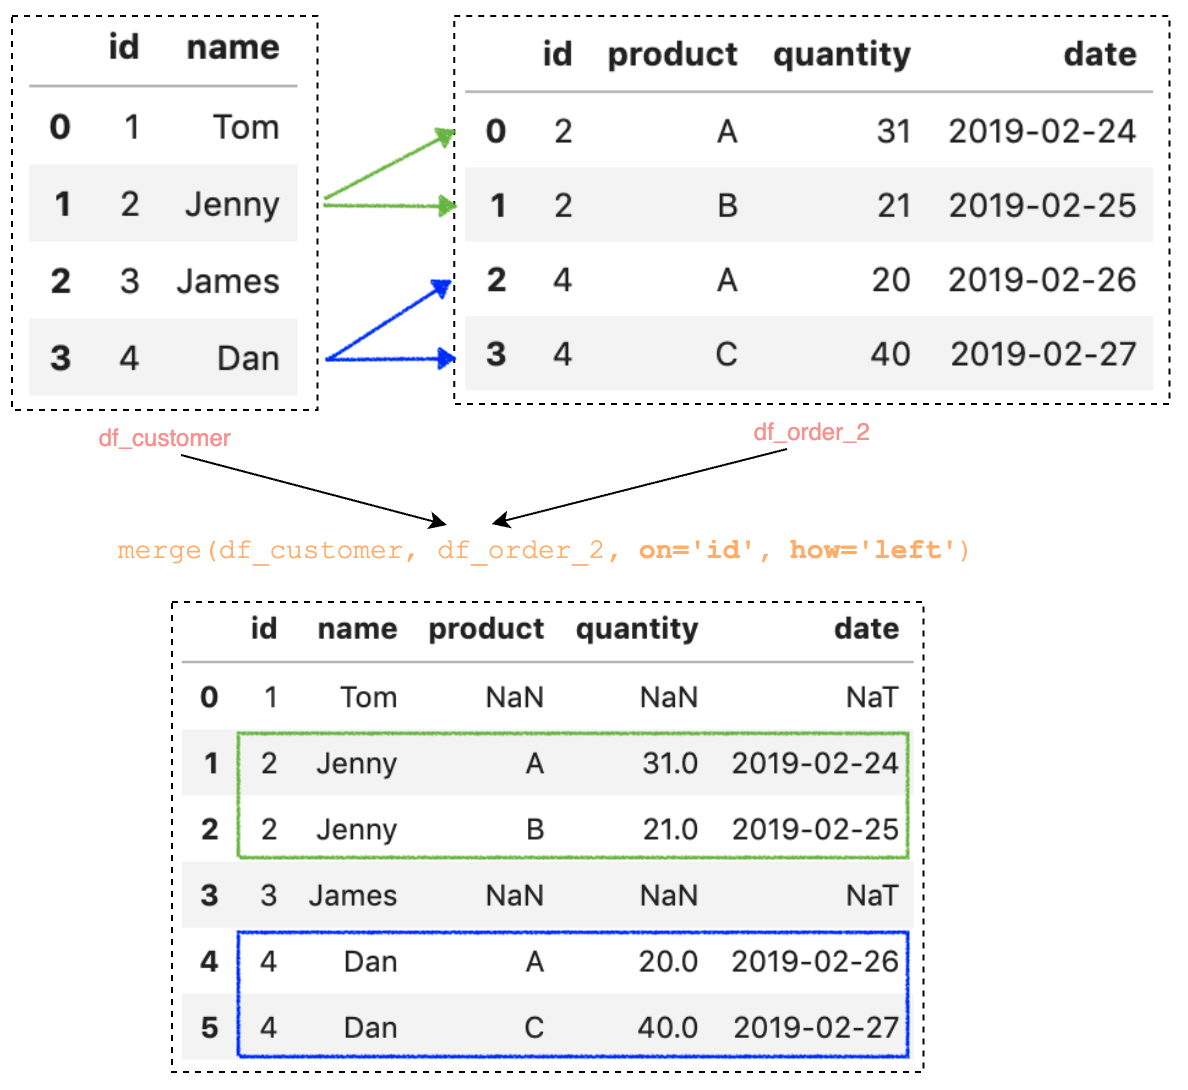 id name
0 1 Tom
1 2 Jenny
2 3 James
3 4 Dan
id product quantity date
0 2 A 31 2019-02-24
1 2 B 21 2019-02-25
2 4 A 20 2019-02-26
3 4 C 40 2019-02-27
df_customer
df_order_2
merge(df_customer, df_order_2, on='id', how='left')
id name product quantity date
0 1 Tom NaN NaN NaT
1 2 Jenny A 31.0 2019-02-24
2 2 Jenny B 21.0 2019-02-25
3 3 James NaN NaN NaT
4 4 Dan A 20.0 2019-02-26
5 4 Dan C 40.0 2019-02-27